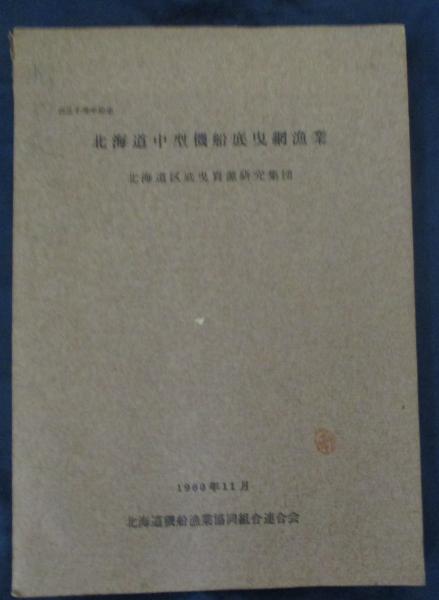 北海道中型機船底曳網漁業
北海道区底曳資源研究集団
1960年11月
北海道機船漁業協同組合連合会